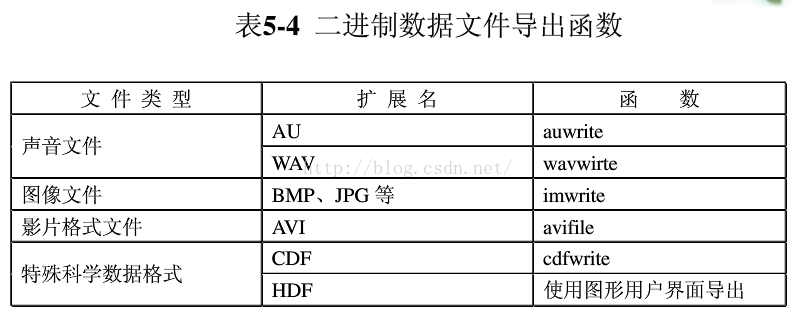 表5-4 二进制数据文件导出函数
文件类型 扩展名 函数
声音文件 AU auwrite
WAV wavwirte
http://blog.csdn.net/
图像文件 BMP、JPG 等 imwrite
影片格式文件 AVI avifile
特殊科学数据格式 CDF cdfwrite
HDF 使用图形用户界面导出